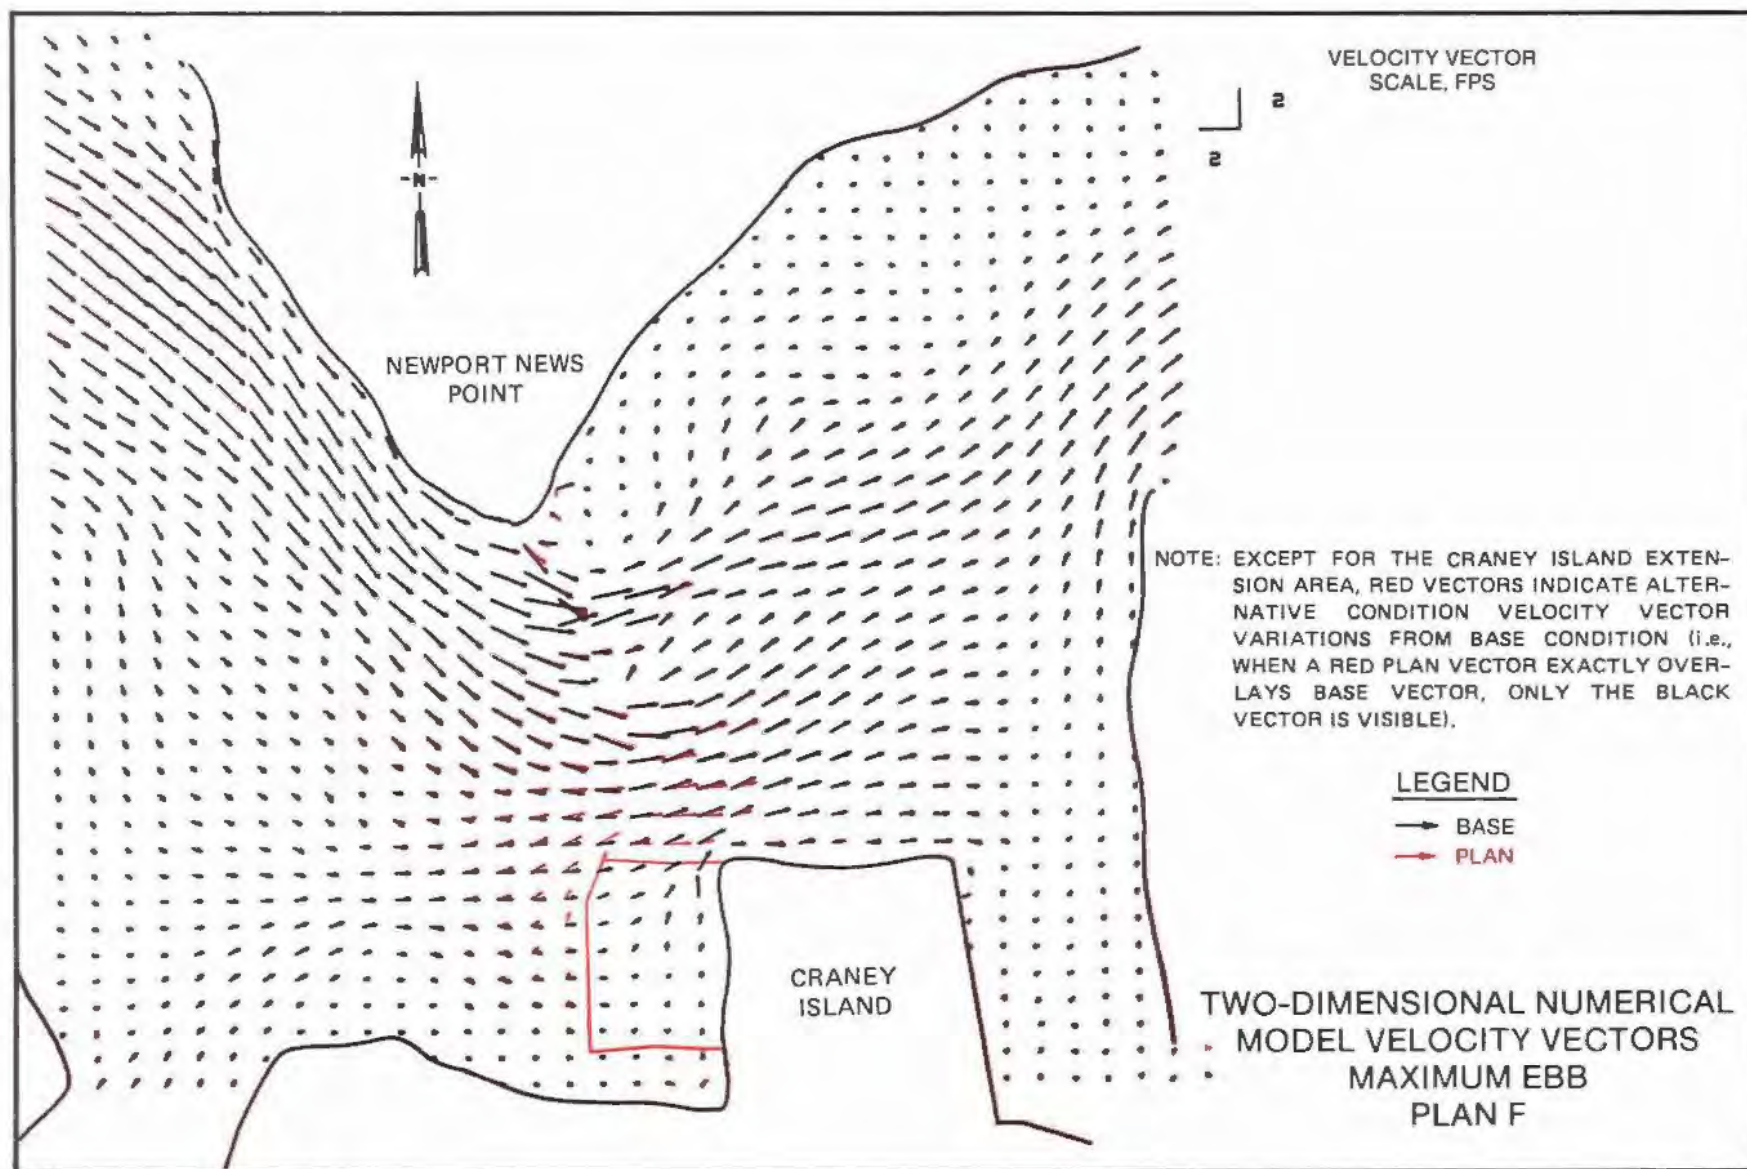 VELOCITY VECTOR
SCALE, FPS
2
2
N
NEWPORT NEWS
POINT
NOTE: EXCEPT FOR THE CRANEY ISLAND EXTEN-
SION AREA, RED VECTORS INDICATE ALTER-
NATIVE CONDITION VELOCITY VECTOR
VARIATIONS FROM BASE CONDITION (i.e.,
WHEN A RED PLAN VECTOR EXACTLY OVER-
LAYS BASE VECTOR, ONLY THE BLACK
VECTOR IS VISIBLE).
LEGEND
BASE
PLAN
CRANEY
ISLAND
TWO-DIMENSIONAL NUMERICAL
MODEL VELOCITY VECTORS
MAXIMUM EBB
PLAN F